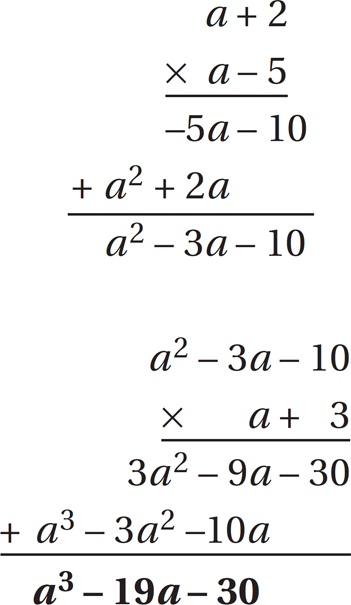 a + 2
× a – 5
–5a – 10
+ a² + 2a
a² – 3a – 10
a² – 3a – 10
× a + 3
3a² – 9a – 30
+ a³ – 3a² –10a
a³ – 19a – 30